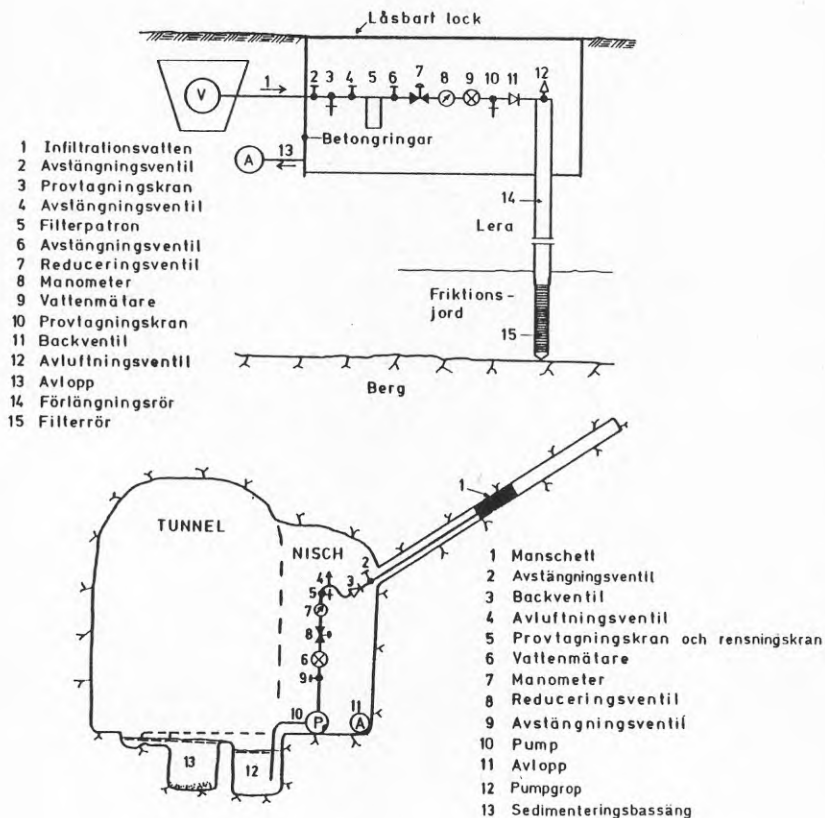 Låsbart lock
1
2
3
4
5
6
7
8
9
10
11
12
V
Betongringar
13
A
14
Lera
Friktions-
jord
15
Berg
1 Infiltrationsvatten
2 Avstängningsventil
3 Provtagningskran
4 Avstängningsventil
5 Filterpatron
6 Avstängningsventil
7 Reduceringsventil
8 Manometer
9 Vattenmätare
10 Provtagningskran
11 Backventil
12 Avluftningsventil
13 Avlopp
14 Förlängningsrör
15 Filterrör
TUNNEL
NISCH
1
2
3
4
5
7
8
6
9
10
P
11
A
13
12
1 Manschett
2 Avstängningsventil
3 Backventil
4 Avluftningsventil
5 Provtagningskran och rensningskran
6 Vattenmätare
7 Manometer
8 Reduceringsventil
9 Avstängningsventil
10 Pump
11 Avlopp
12 Pumpgrop
13 Sedimenteringsbassäng